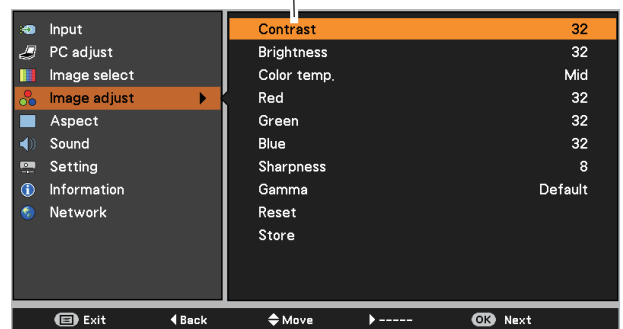 Input
PC adjust
Image select
Image adjust
Aspect
Sound
Setting
Information
Network
Contrast 32
Brightness 32
Color temp. Mid
Red 32
Green 32
Blue 32
Sharpness 8
Gamma Default
Reset
Store
Exit Back Move ----- OK Next